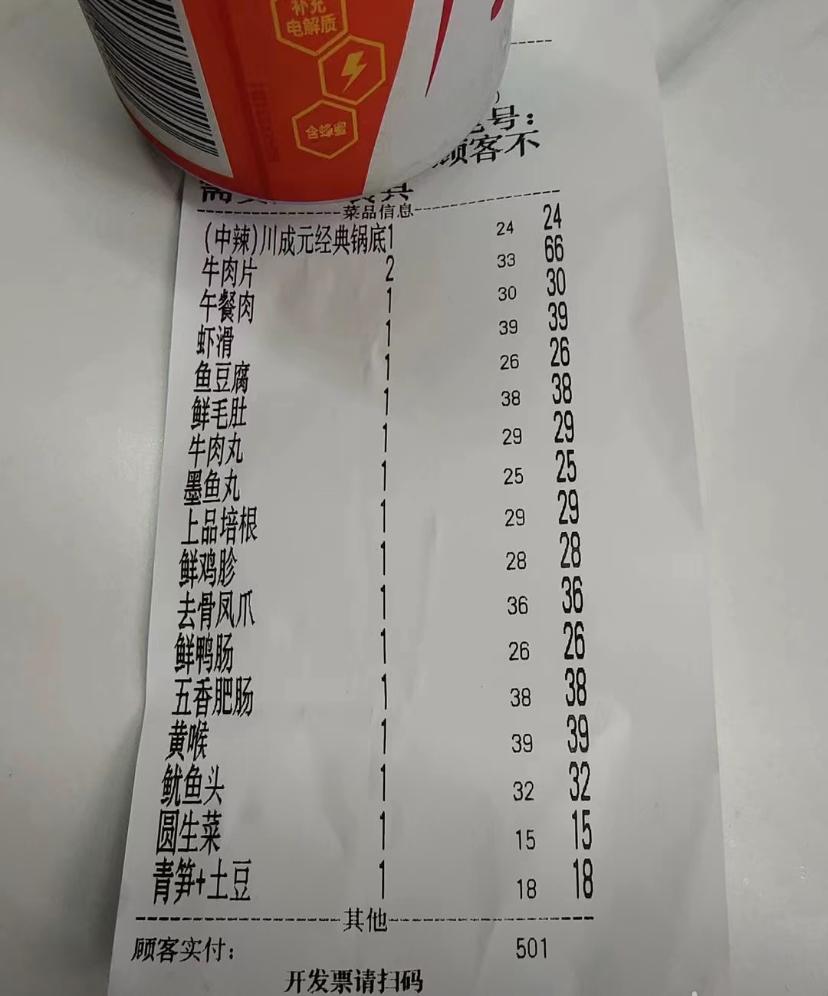 补充
电解质
含蜂蜜
号:
顾客不
菜品信息
(中辣)川成元经典锅底1 24 24
牛肉片 2 33 66
午餐肉 1 30 30
虾滑 1 39 39
鱼豆腐 1 26 26
鲜毛肚 1 38 38
牛肉丸 1 29 29
墨鱼丸 1 25 25
上品培根 1 29 29
鲜鸡胗 1 28 28
去骨凤爪 1 36 36
鲜鸭肠 1 26 26
五香肥肠 1 38 38
黄喉 1 39 39
鱿鱼头 1 32 32
圆生菜 1 15 15
青笋+土豆 1 18 18
其他
顾客实付: 501
开发票请扫码